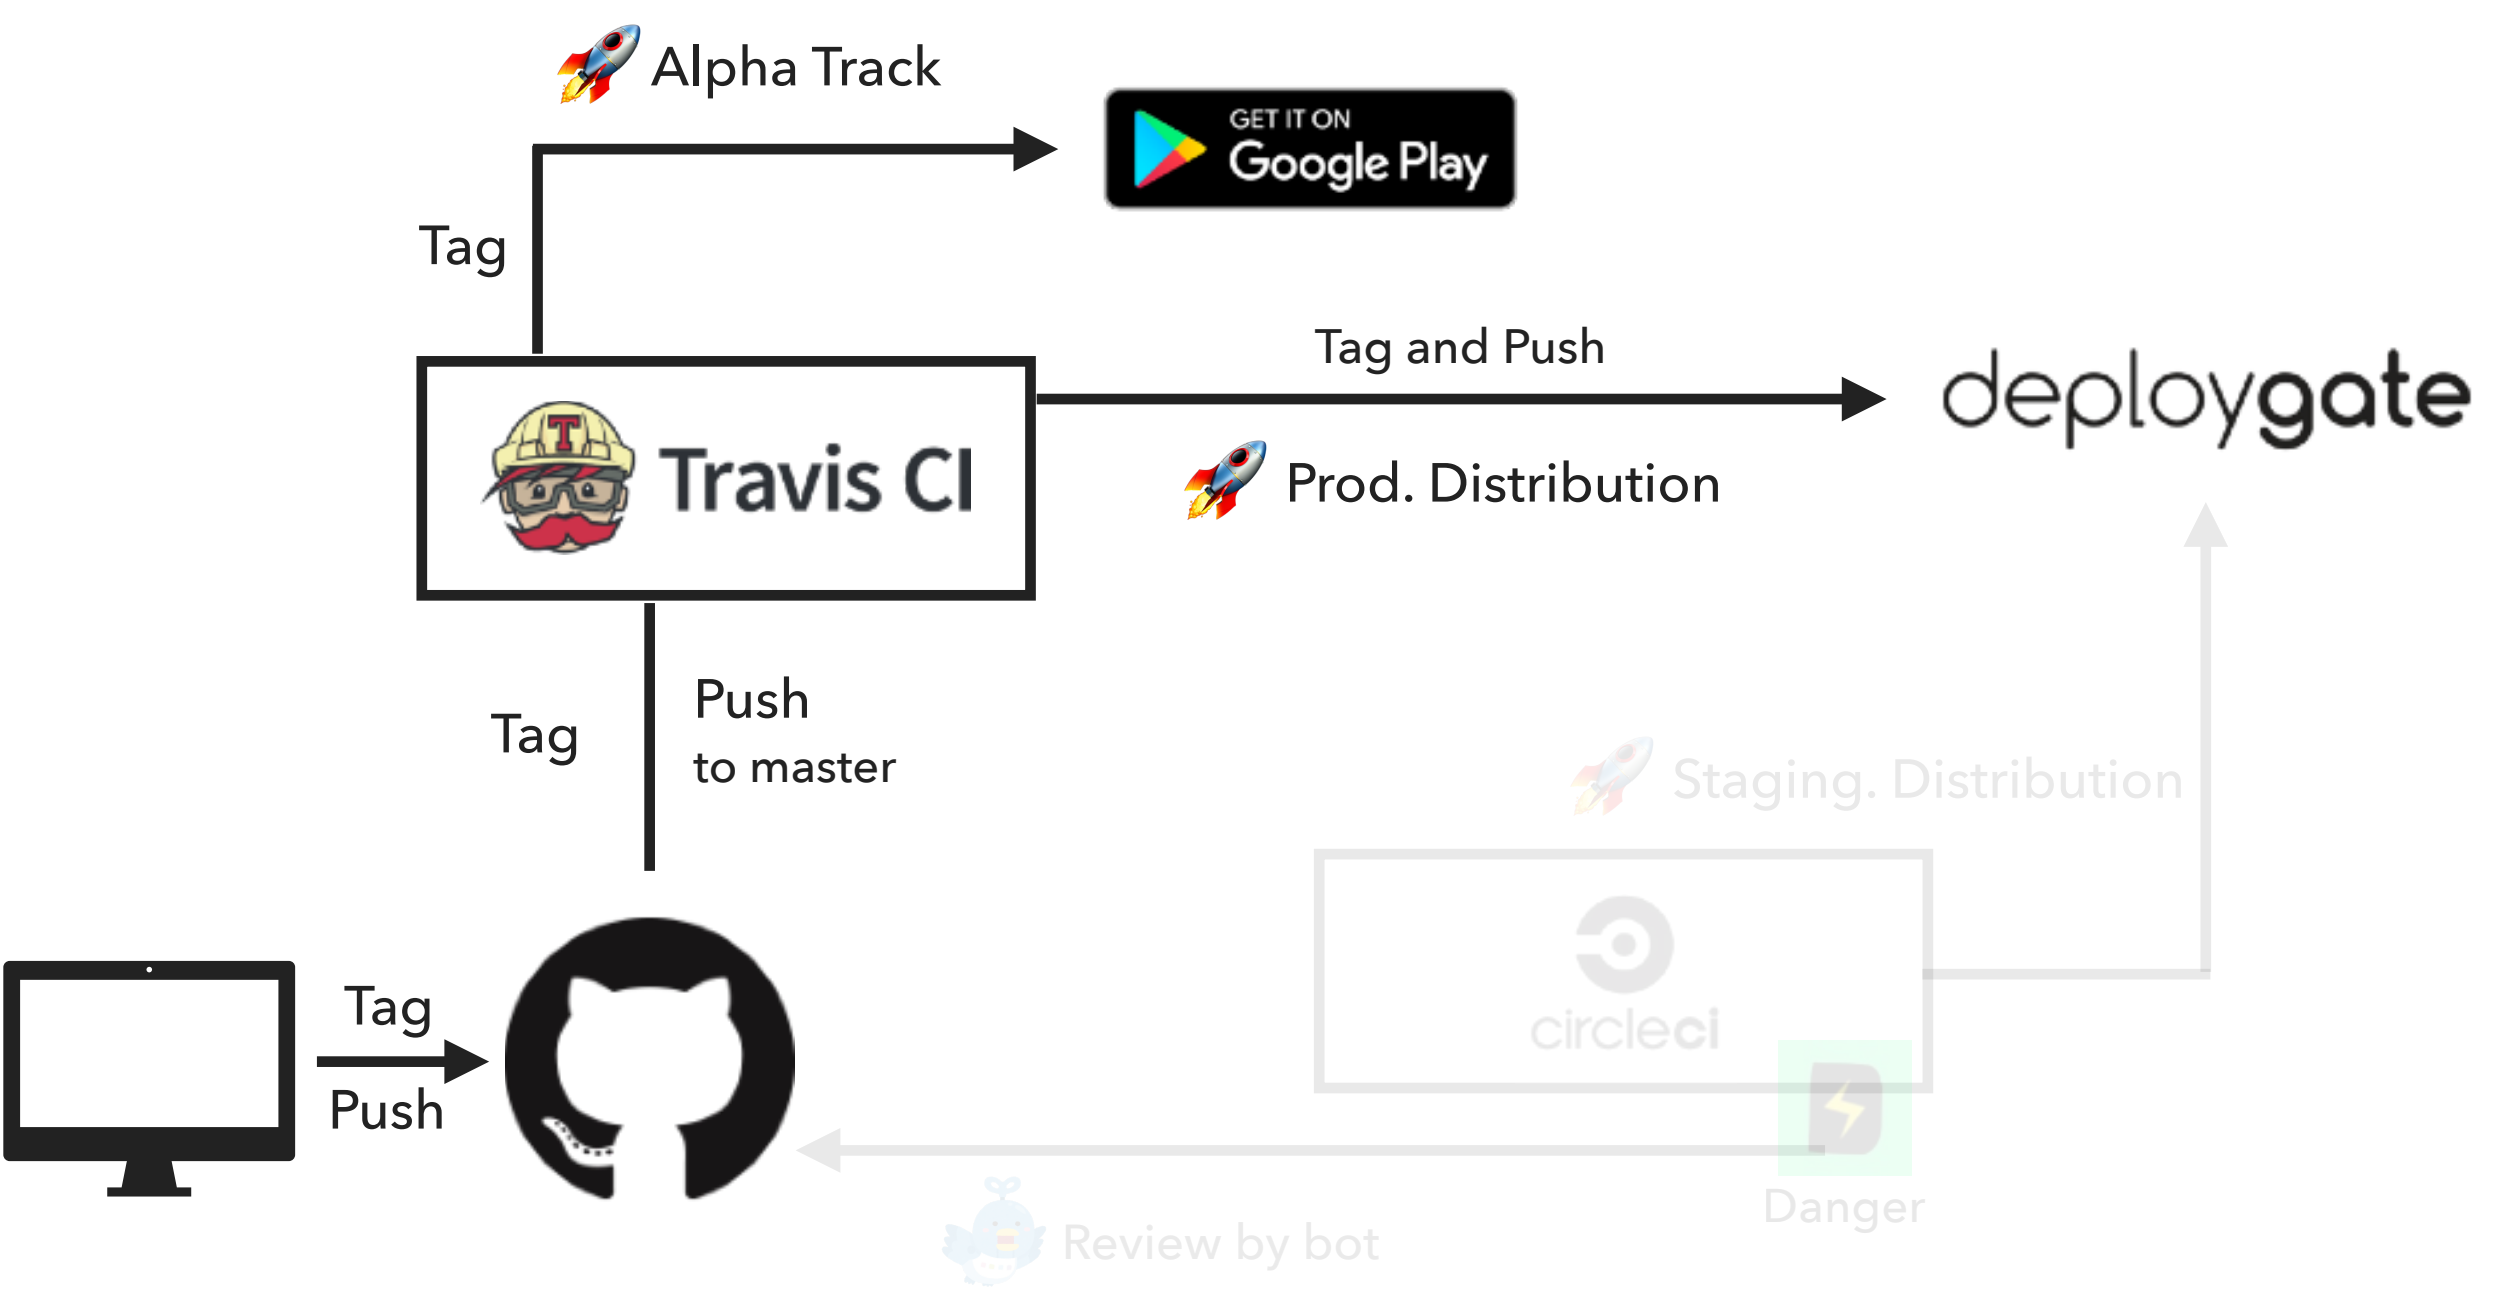 Alpha Track
GET IT ON
Google Play
Tag
Tag and Push
deploygate
T
Travis CI
Prod. Distribution
Push
to master
Tag
Staging. Distribution
circleci
Tag
Push
Danger
Review by bot